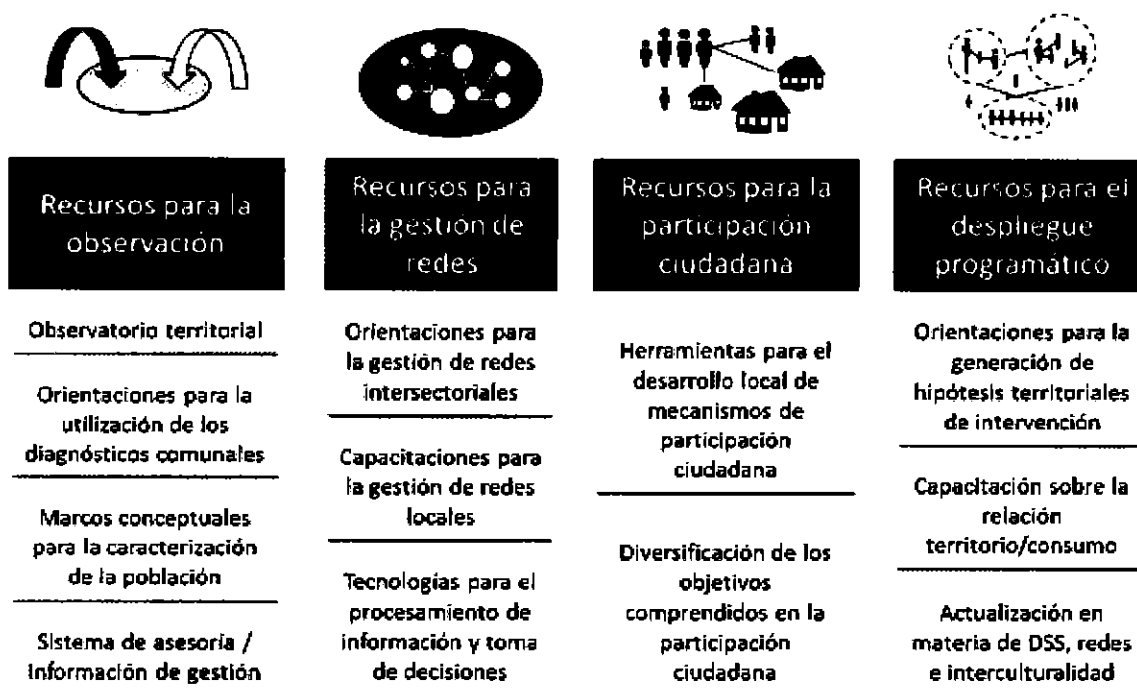 Recursos para la
observación
Observatorio territorial
Orientaciones para la
utilización de los
diagnósticos comunales
Marcos conceptuales
para la caracterización
de la población
Sistema de asesoría /
Información de gestión
Recursos para
la gestión de
redes
Orientaciones para
la gestión de redes
intersectoriales
Capacitaciones para
la gestión de redes
locales
Tecnologías para el
procesamiento de
información y toma
de decisiones
Recursos para la
participación
ciudadana
Herramientas para el
desarrollo local de
mecanismos de
participación
ciudadana
Diversificación de los
objetivos
comprendidos en la
participación
ciudadana
Recursos para el
despliegue
programático
Orientaciones para la
generación de
hipótesis territoriales
de intervención
Capacitación sobre la
relación
territorio/consumo
Actualización en
materia de DSS, redes
e interculturalidad